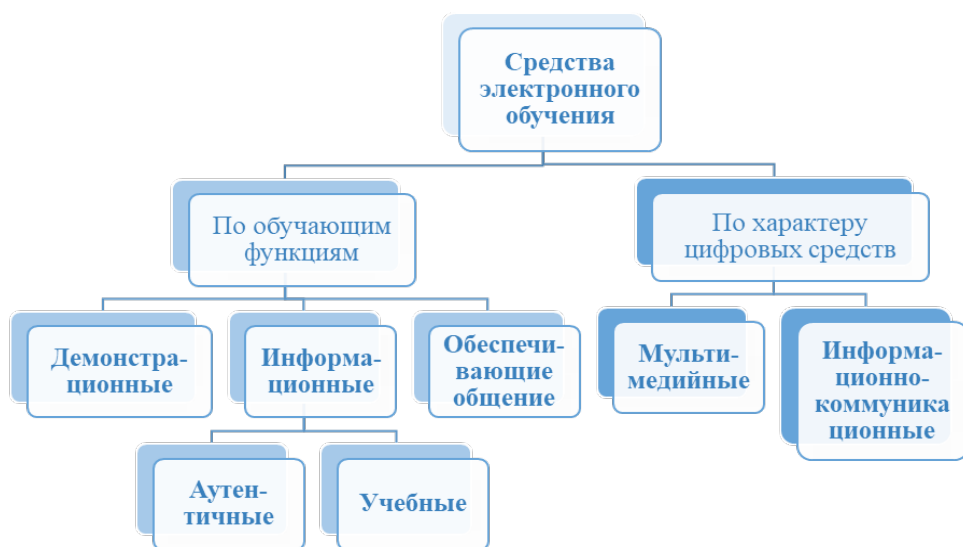 Средства
электронного
обучения
По обучающим
функциям
По характеру
цифровых средств
Демонстра-
ционные
Информа-
ционные
Обеспечи-
вающие
общение
Мульти-
медийные
Информа-
ционно-
коммуника
ционные
Аутен-
тичные
Учебные